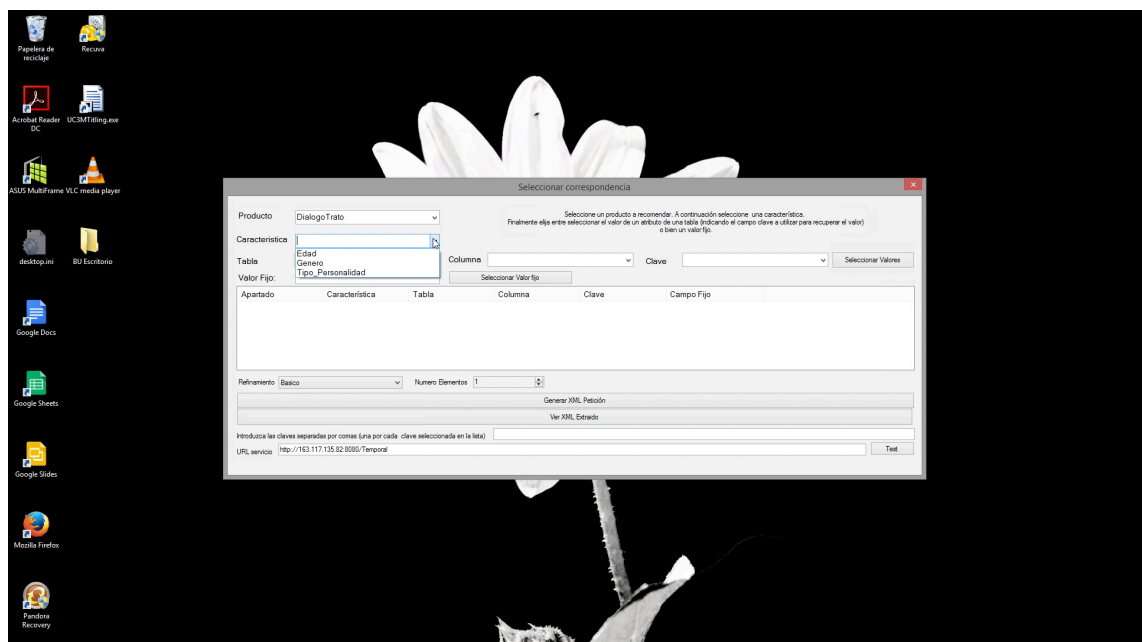 Papelera de
reciclaje
Recuva
Acrobat Reader
DC
UC3MTitling.exe
ASUS MultiFrame
VLC media player
desktop.ini
BU Escritorio
Google Docs
Google Sheets
Google Slides
Mozilla Firefox
Pandora
Recovery
Seleccionar correspondencia
Producto
DialogoTrato
Seleccione un producto a recomendar. A continuación seleccione una característica.
Finalmente elija entre seleccionar el valor de un atributo de una tabla (indicando el campo clave a utilizar para recuperar el valor)
o bien un valor fijo.
Caracteristica
Edad
Genero
Tipo_Personalidad
Tabla
Columna
Clave
Seleccionar Valores
Valor Fijo:
Seleccionar Valor fijo
Apartado
Característica
Tabla
Columna
Clave
Campo Fijo
Refinamiento
Basico
Numero Elementos
1
Generar XML Petición
Ver XML Extraido
Introduzca las claves separadas por comas (una por cada clave seleccionada en la lista)
URL servicio
http://163.117.135.82:8080/Temporal
Test